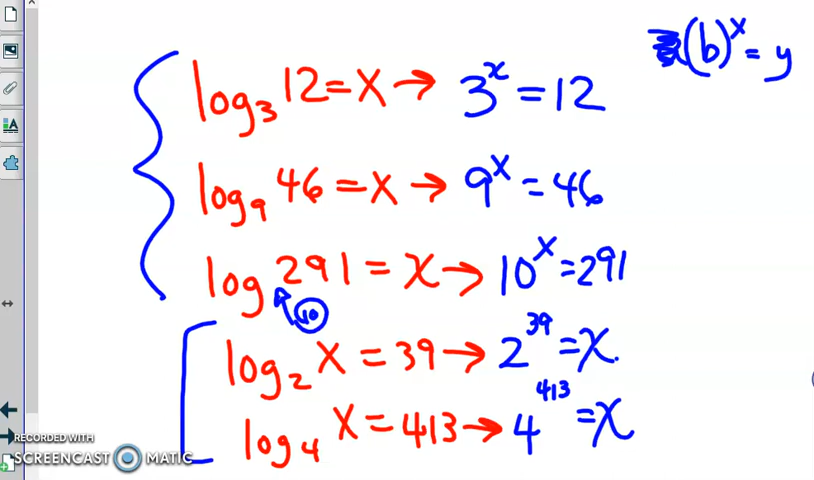 (b)^x = y
log₃ 12 = x → 3^x = 12
log₉ 46 = x → 9^x = 46
log 291 = x → 10^x = 291
10
log₂ x = 39 → 2^39 = x
log₄ x = 413 → 4^413 = x
RECORDED WITH
SCREENCAST MATIC